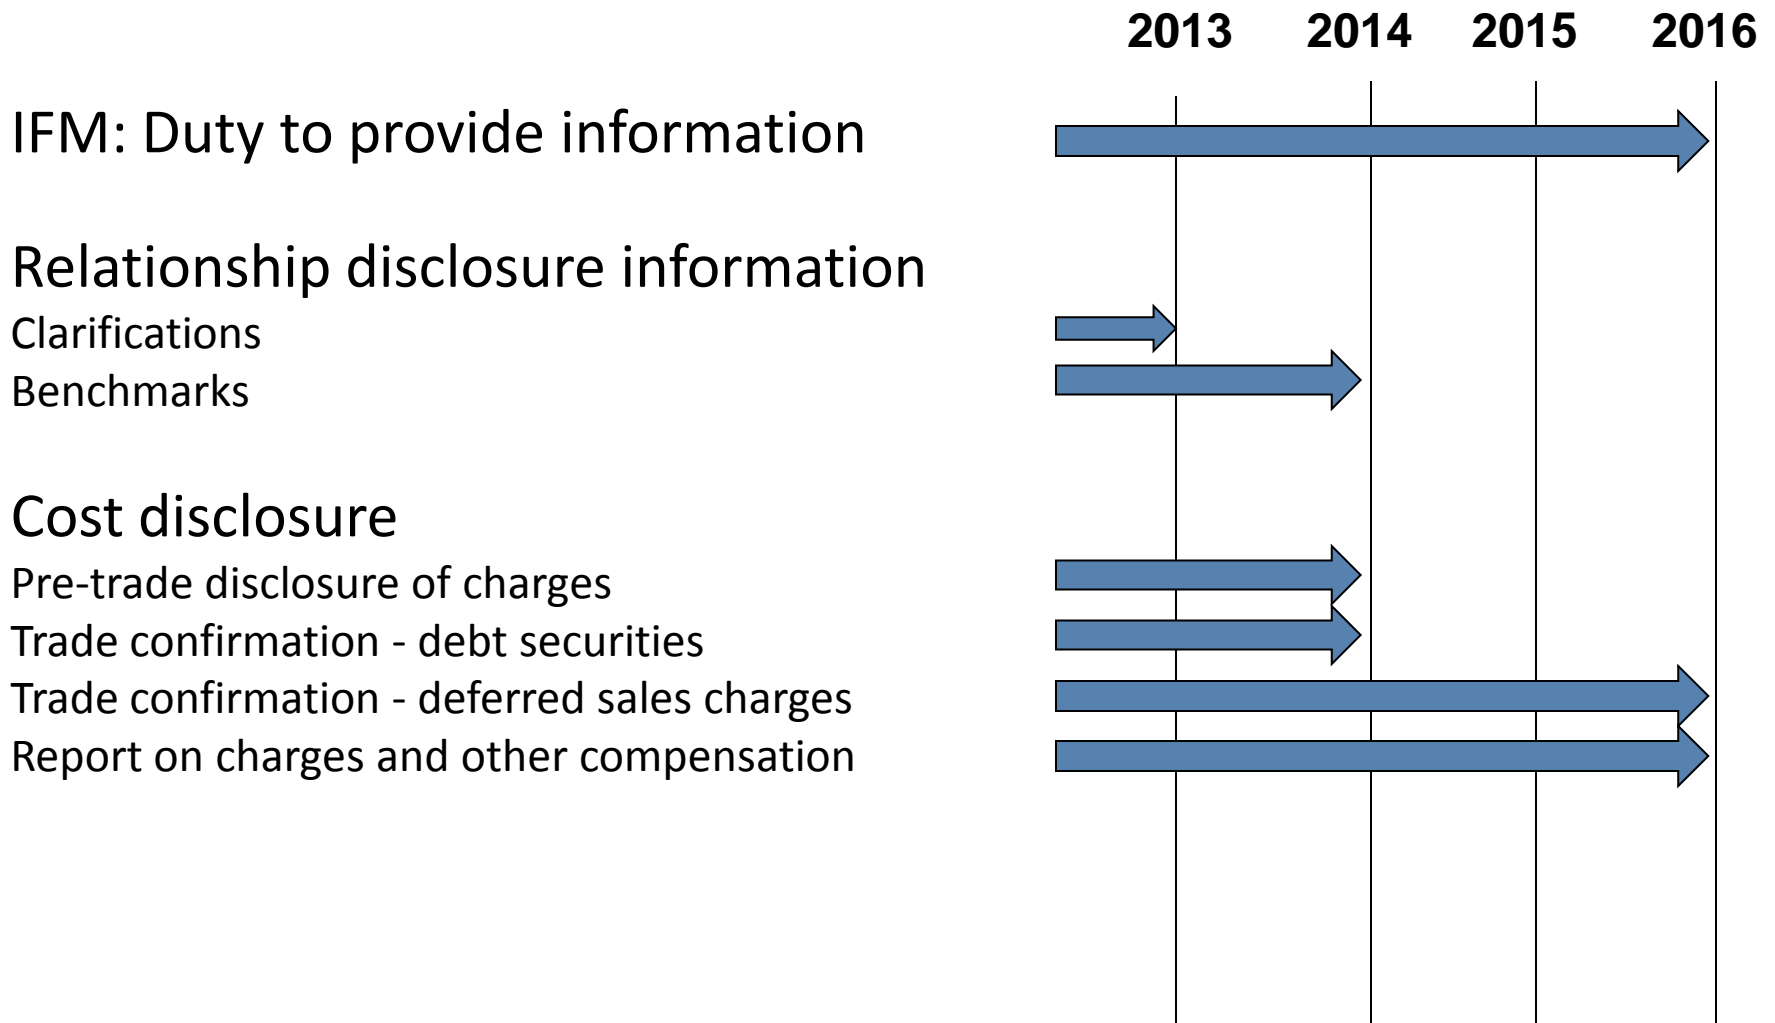 2013 2014 2015 2016
IFM: Duty to provide information
Relationship disclosure information
Clarifications
Benchmarks
Cost disclosure
Pre-trade disclosure of charges
Trade confirmation - debt securities
Trade confirmation - deferred sales charges
Report on charges and other compensation